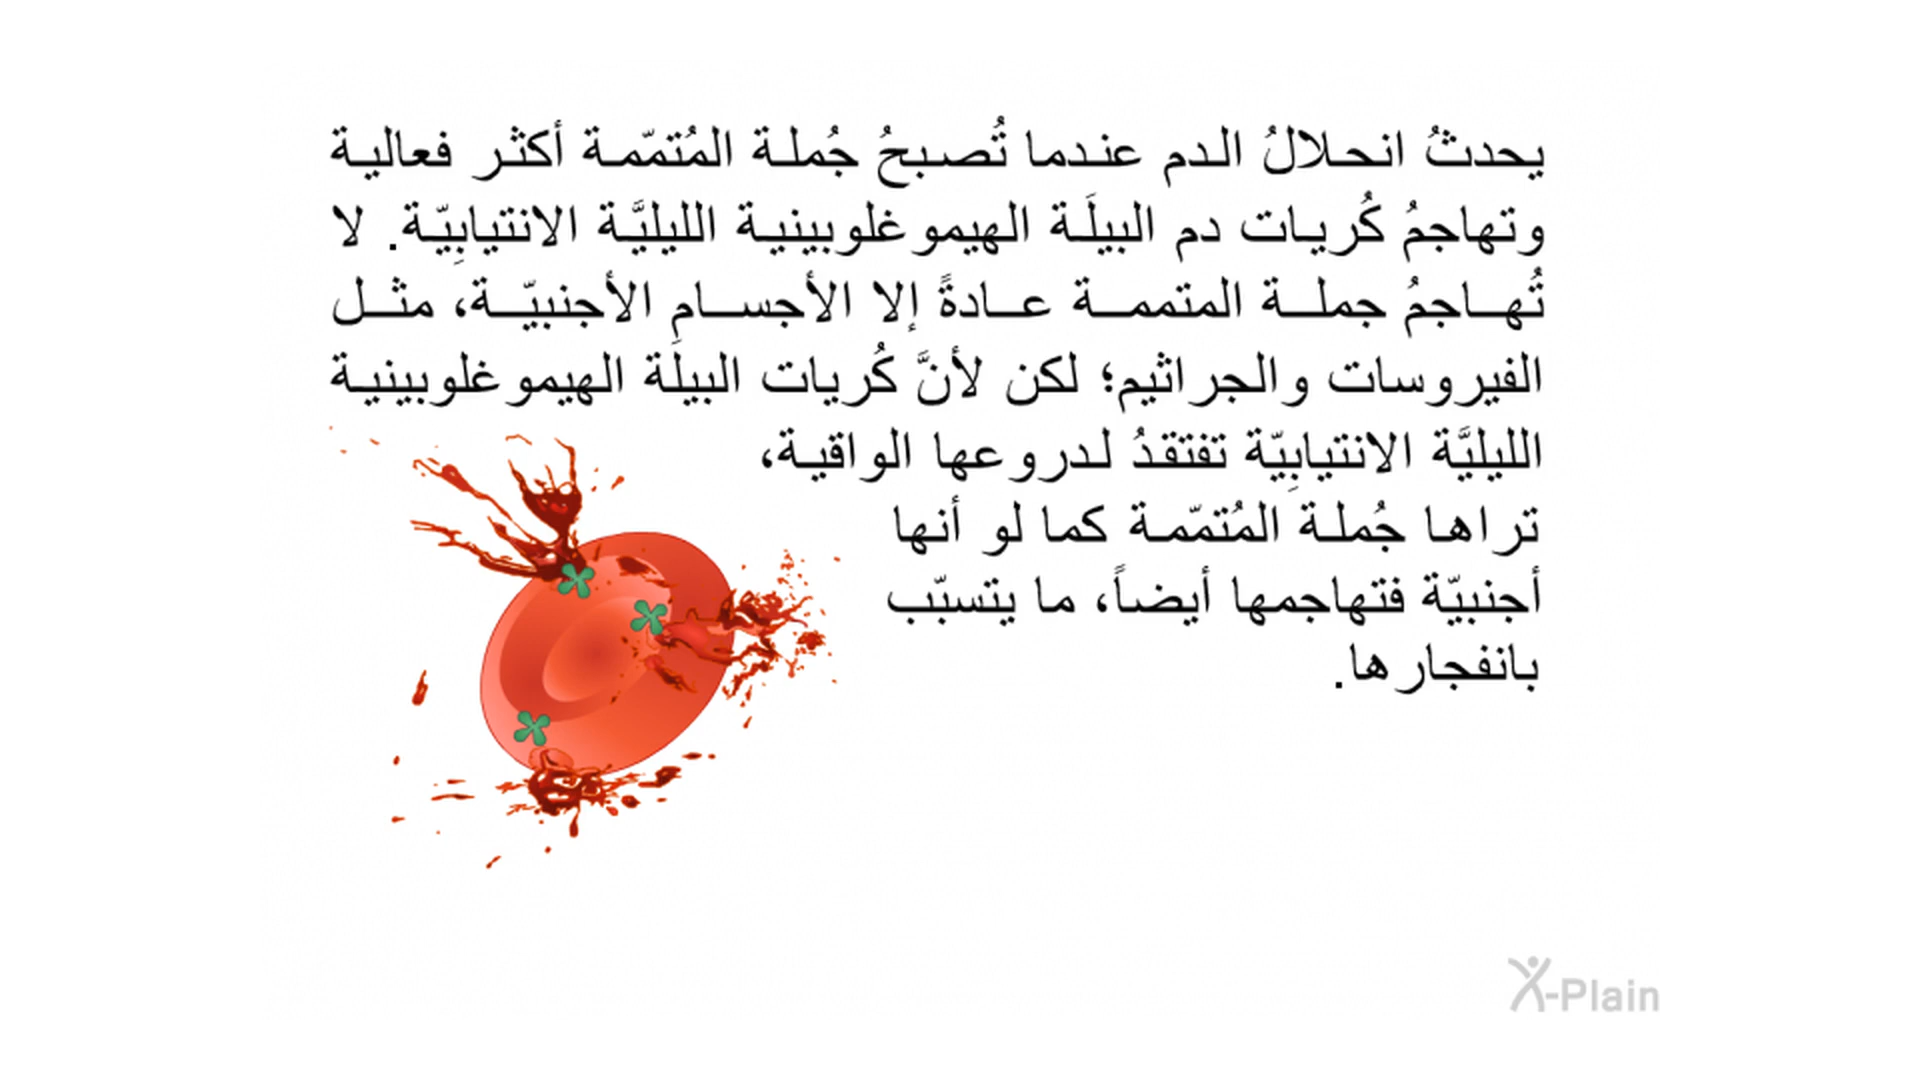 يحدثُ انحلالُ الدم عندما تُصبحُ جُملة المُتمّمة أكثر فعالية
وتهاجمُ كُريات دم البيلَة الهيموغلوبينية الليليَّة الانتيابِيّة. لا
تُهاجمُ جملة المتممة عادةً إلا الأجسامِ الأجنبيّة، مثل
الفيروسات والجراثيم؛ لكن لأنَّ كُريات البيلَة الهيموغلوبينية
الليليَّة الانتيابِيّة تفتقدُ لدروعها الواقية،
تراها جُملة المُتمّمة كما لو أنها
أجنبيّة فتهاجمها أيضاً، ما يتسبّب
بانفجارها.
X-Plain